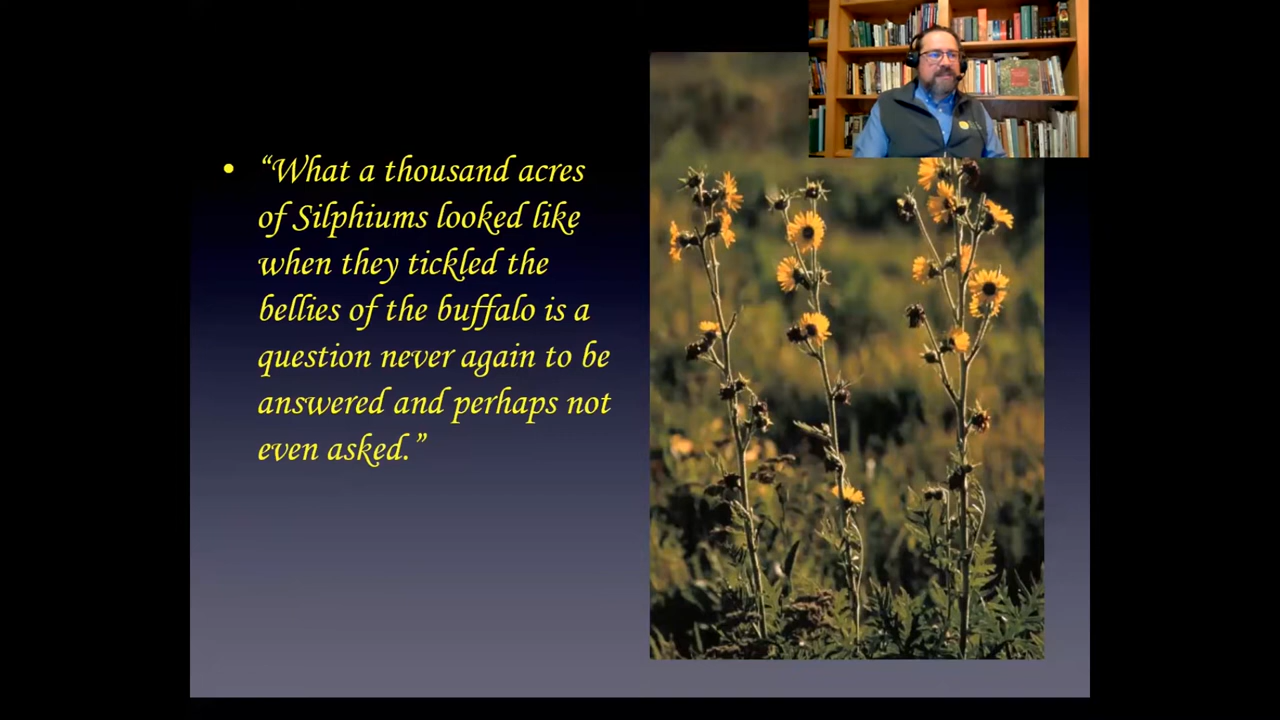 • “What a thousand acres
of Silphiums looked like
when they tickled the
bellies of the buffalo is a
question never again to be
answered and perhaps not
even asked.”